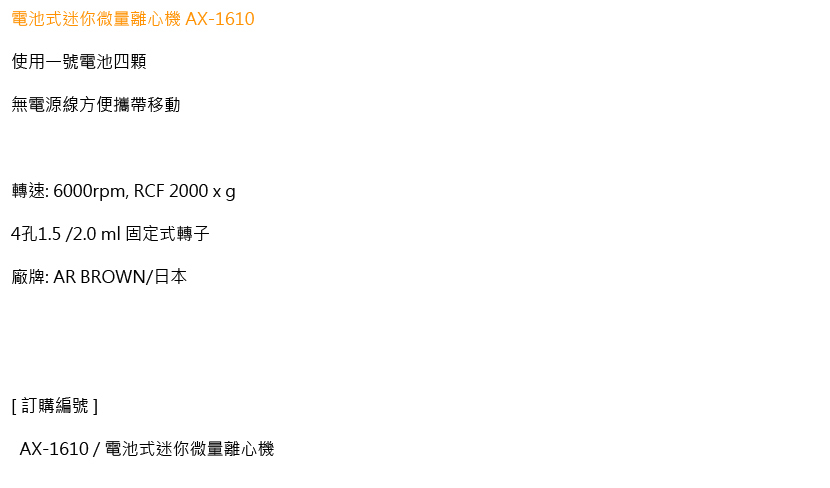 電池式迷你微量離心機 AX-1610
使用一號電池四顆
無電源線方便攜帶移動
轉速: 6000rpm, RCF 2000 x g
4孔1.5 /2.0 ml 固定式轉子
廠牌: AR BROWN/日本
[ 訂購編號 ]
AX-1610 / 電池式迷你微量離心機